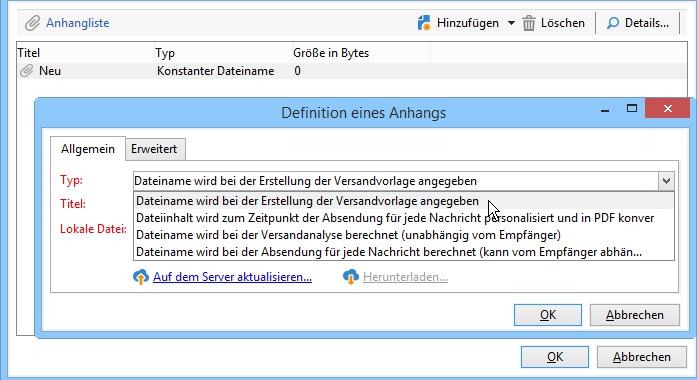 Anhangliste Hinzufügen Löschen Details...
Titel Typ Größe in Bytes
Neu Konstanter Dateiname 0
Definition eines Anhangs
Allgemein Erweitert
Typ: Dateiname wird bei der Erstellung der Versandvorlage angegeben
Dateiname wird bei der Erstellung der Versandvorlage angegeben
Titel: Dateiinhalt wird zum Zeitpunkt der Absendung für jede Nachricht personalisiert und in PDF konver
Lokale Datei: Dateiname wird bei der Versandanalyse berechnet (unabhängig vom Empfänger)
Dateiname wird bei der Absendung für jede Nachricht berechnet (kann vom Empfänger abhän...
Auf dem Server aktualisieren... Herunterladen...
OK Abbrechen
OK Abbrechen